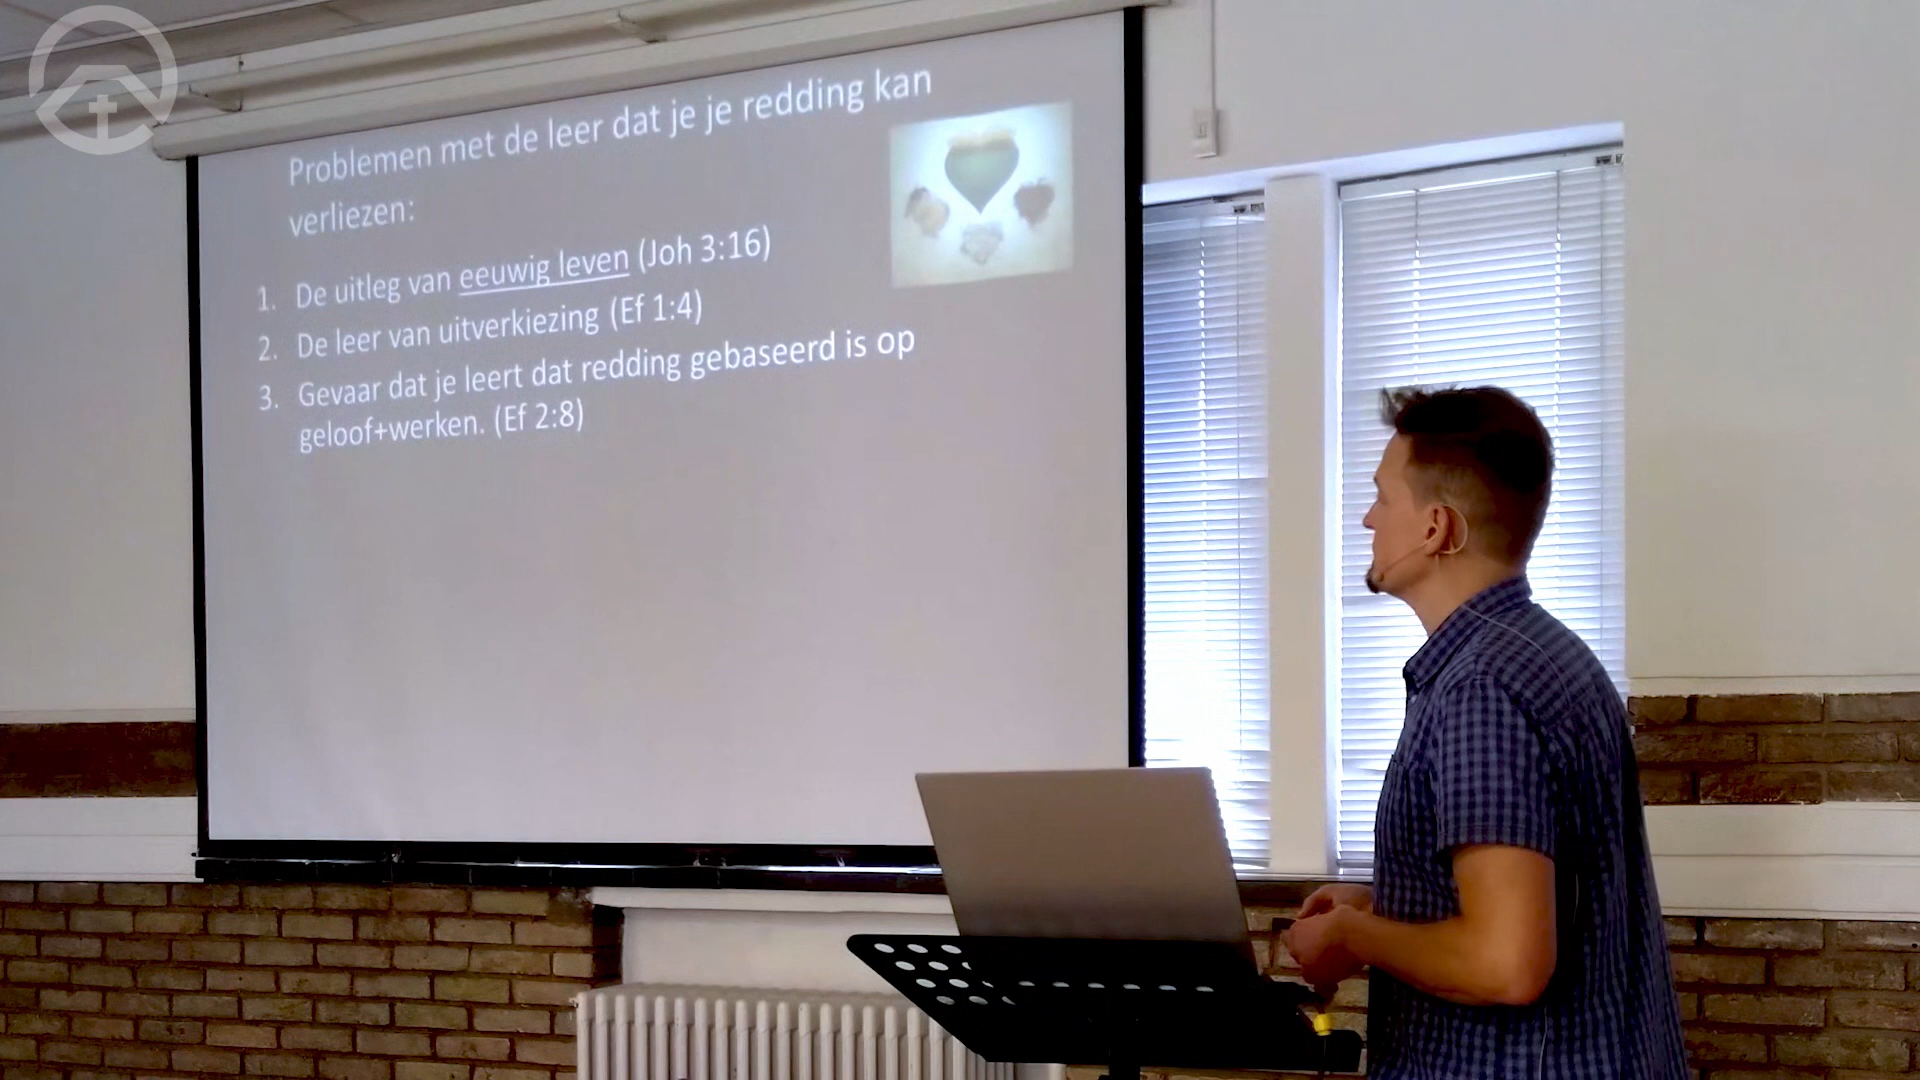 Problemen met de leer dat je je redding kan
verliezen:
1. De uitleg van eeuwig leven (Joh 3:16)
2. De leer van uitverkiezing (Ef 1:4)
3. Gevaar dat je leert dat redding gebaseerd is op
geloof+werken. (Ef 2:8)